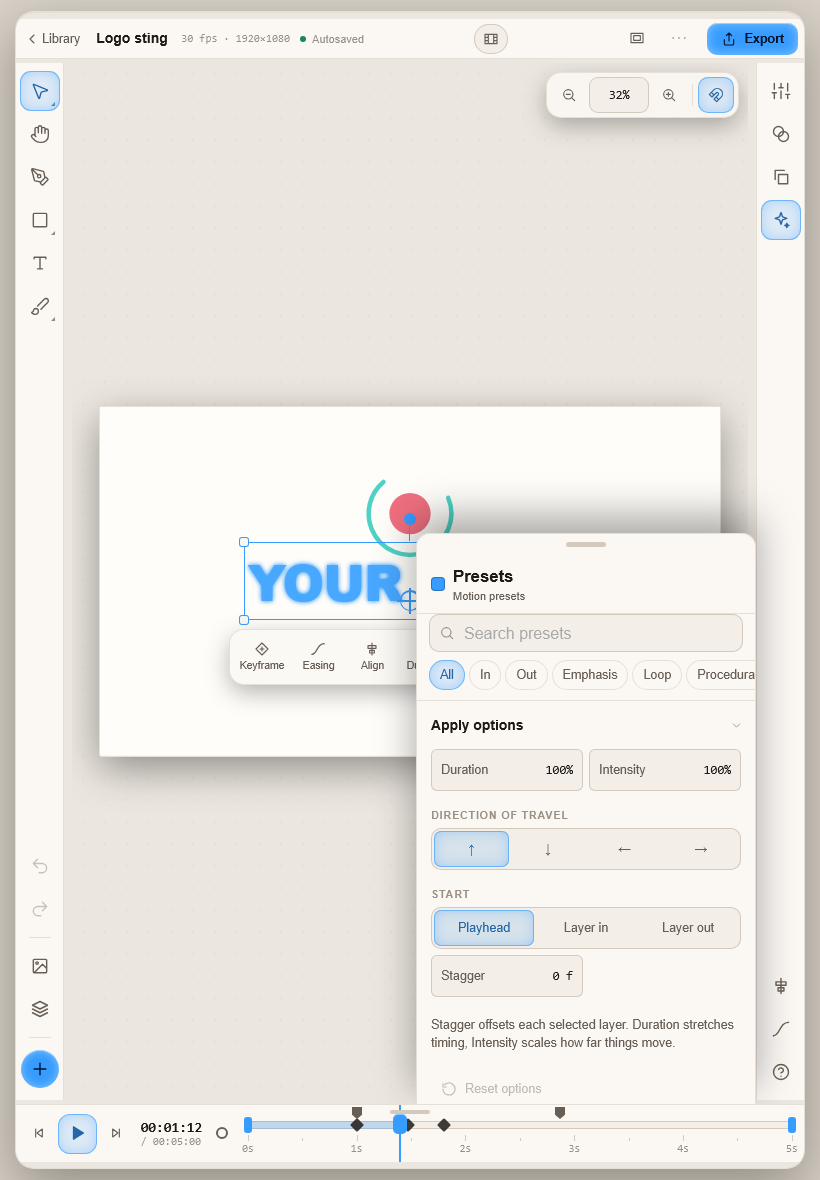 Library
Logo sting
30 fps · 1920×1080
Autosaved
Export
32%
YOUR
Keyframe
Easing
Align
Presets
Motion presets
Search presets
All
In
Out
Emphasis
Loop
Procedura
Apply options
Duration
100%
Intensity
100%
DIRECTION OF TRAVEL
↑ ↓ ← →
START
Playhead
Layer in
Layer out
Stagger
0 f
Stagger offsets each selected layer. Duration stretches
timing, Intensity scales how far things move.
Reset options
00:01:12
/ 00:05:00
0s
1s
2s
3s
4s
5s